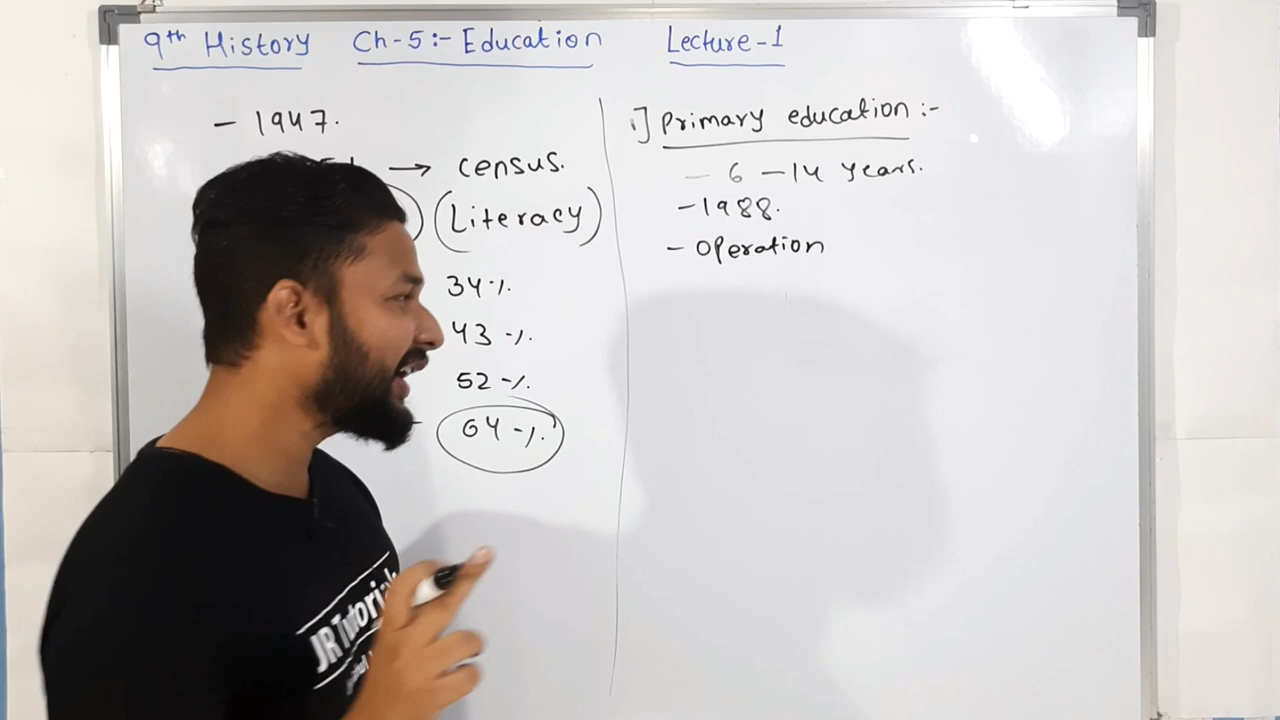 9th History Ch-5:- Education Lecture-1
- 1947.
→ census.
(Literacy)
34%.
43%.
52%.
64%.
1] Primary education :-
- 6 - 14 years.
- 1988.
- Operation
JR Tutorials